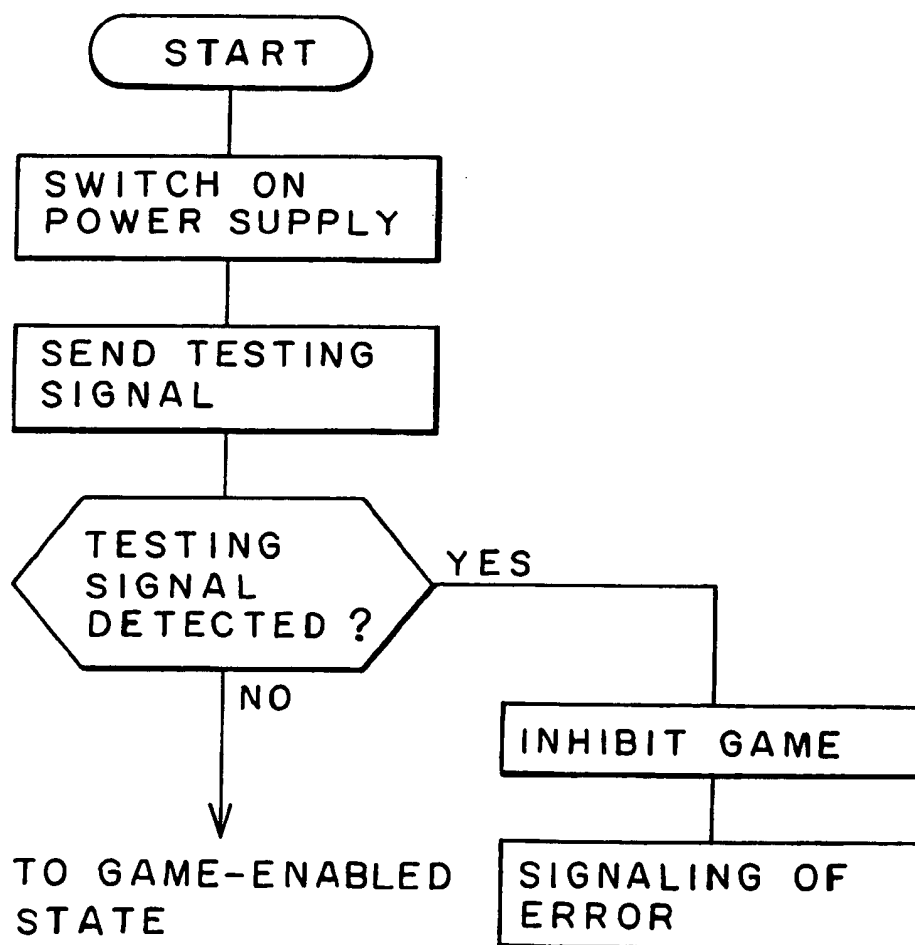 START
SWITCH ON
POWER SUPPLY
SEND TESTING
SIGNAL
TESTING
SIGNAL
DETECTED ?
YES
NO
INHIBIT GAME
TO GAME-ENABLED
STATE
SIGNALING OF
ERROR